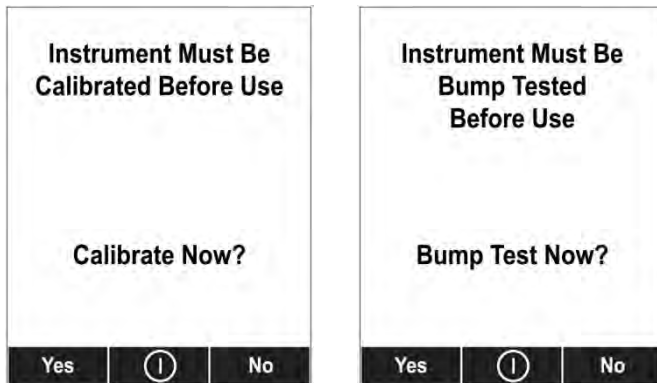 Instrument Must Be
Calibrated Before Use
Calibrate Now?
Yes
No
Instrument Must Be
Bump Tested
Before Use
Bump Test Now?
Yes
No